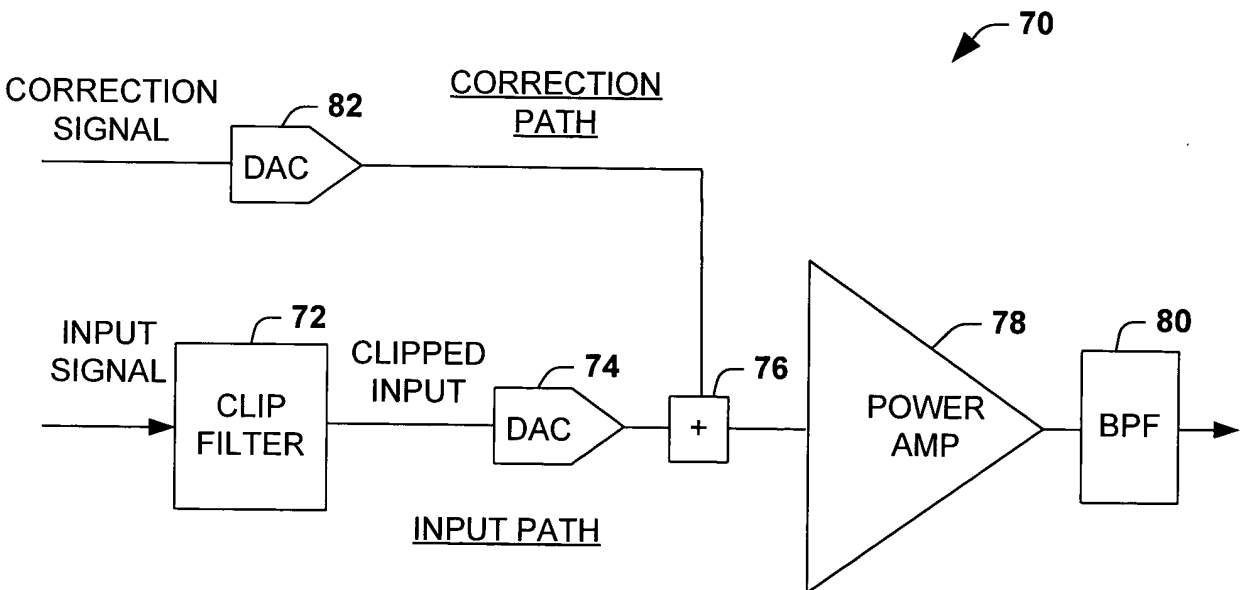 70
CORRECTION
SIGNAL
82
DAC
CORRECTION
PATH
INPUT
SIGNAL
72
CLIP
FILTER
CLIPPED
INPUT
74
DAC
76
+
78
POWER
AMP
80
BPF
INPUT PATH